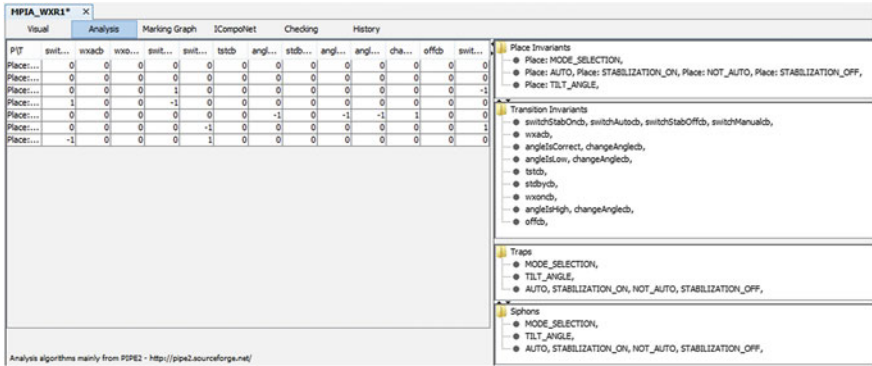 MPIA_WXR1* ×
Visual Analysis Marking Graph ICompoNet Checking History
P\T swit... wxacb wxo... swit... swit... tstcb angl... stdb... angl... angl... cha... offcb swit...
Place:... 0 0 0 0 0 0 0 0 0 0 0 0 0
Place:... 0 0 0 0 0 0 0 0 0 0 0 0 0
Place:... 0 0 0 1 0 0 0 0 0 0 0 0 -1
Place:... 1 0 0 -1 0 0 0 0 0 0 0 0 0
Place:... 0 0 0 0 0 0 -1 0 -1 -1 1 0 0
Place:... 0 0 0 0 -1 0 0 0 0 0 0 0 1
Place:... -1 0 0 0 1 0 0 0 0 0 0 0 0
Analysis algorithms mainly from PIPE2 - http://pipe2.sourceforge.net/
Place Invariants
Place: MODE_SELECTION,
Place: AUTO, Place: STABILIZATION_ON, Place: NOT_AUTO, Place: STABILIZATION_OFF,
Place: TILT_ANGLE,
Transition Invariants
switchStabOncb, switchAutocb, switchStabOffcb, switchManualcb,
wxacb,
angleIsCorrect, changeAnglecb,
angleIsLow, changeAnglecb,
tstcb,
stdbycb,
wxoncb,
angleIsHigh, changeAnglecb,
offcb,
Traps
MODE_SELECTION,
TILT_ANGLE,
AUTO, STABILIZATION_ON, NOT_AUTO, STABILIZATION_OFF,
Siphons
MODE_SELECTION,
TILT_ANGLE,
AUTO, STABILIZATION_ON, NOT_AUTO, STABILIZATION_OFF,